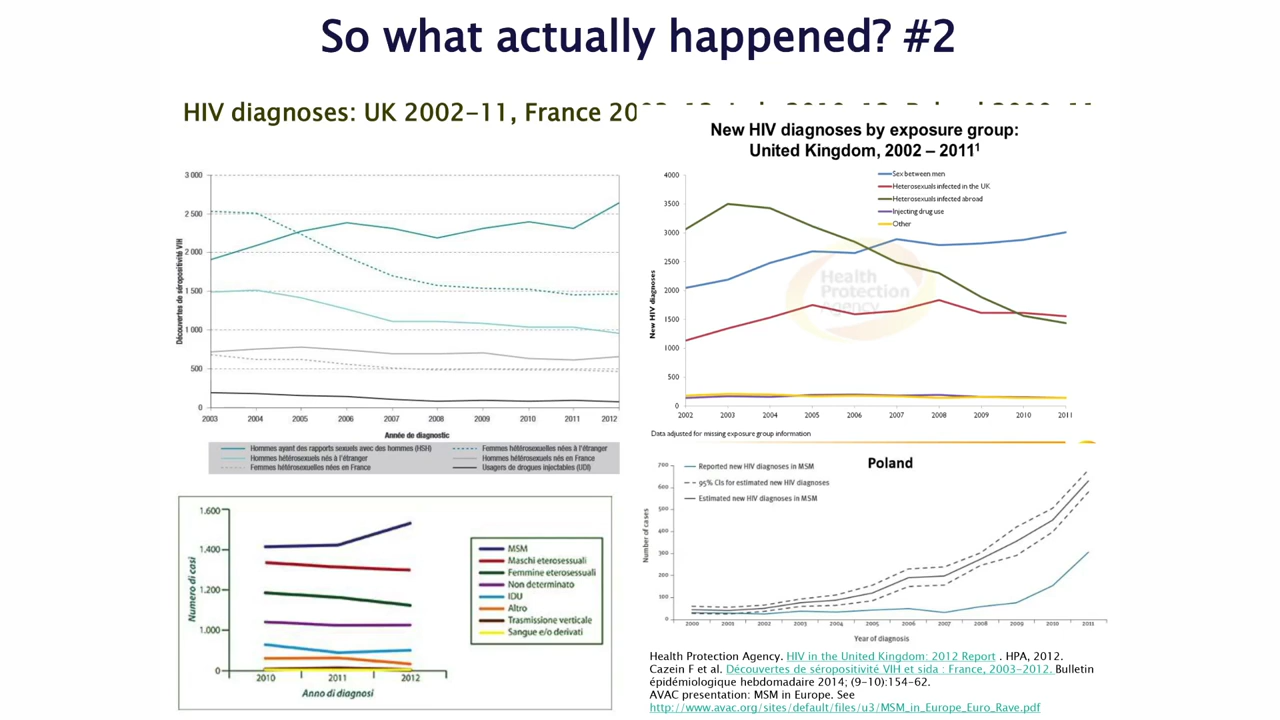 So what actually happened? #2
HIV diagnoses: UK 2002-11, France 20
3 000
2 500
2 000
1 500
1 000
500
0
Découvertes de séropositivité VIH
2003 2004 2005 2006 2007 2008 2009 2010 2011 2012
Année de diagnostic
Hommes ayant des rapports sexuels avec des hommes (HSH)
Femmes hétérosexuelles nées à l'étranger
Hommes hétérosexuels nés à l'étranger
Hommes hétérosexuels nés en France
Femmes hétérosexuelles nées en France
Usagers de drogues injectables (UDI)
New HIV diagnoses by exposure group:
United Kingdom, 2002 – 2011¹
4000
3500
3000
2500
2000
1500
1000
500
0
New HIV diagnoses
Sex between men
Heterosexuals infected in the UK
Heterosexuals infected abroad
Injecting drug use
Other
Health
Protection
Agency
2002 2003 2004 2005 2006 2007 2008 2009 2010 2011
Data adjusted for missing exposure group information
1.600
1,400
1.200
1.000
0
Numero di casi
2010 2011 2012
Anno di diagnosi
MSM
Maschi eterosessuali
Femmine eterosessuali
Non determinato
IDU
Altro
Trasmissione verticale
Sangue e/o derivati
Poland
700
600
500
400
300
200
100
0
Number of cases
Reported new HIV diagnoses in MSM
95% CIs for estimated new HIV diagnoses
Estimated new HIV diagnoses in MSM
2000 2001 2002 2003 2004 2005 2006 2007 2008 2009 2010 2011
Year of diagnosis
Health Protection Agency. HIV in the United Kingdom: 2012 Report . HPA, 2012.
Cazein F et al. Découvertes de séropositivité VIH et sida : France, 2003-2012. Bulletin
épidémiologique hebdomadaire 2014; (9-10):154-62.
AVAC presentation: MSM in Europe. See
http://www.avac.org/sites/default/files/u3/MSM_in_Europe_Euro_Rave.pdf